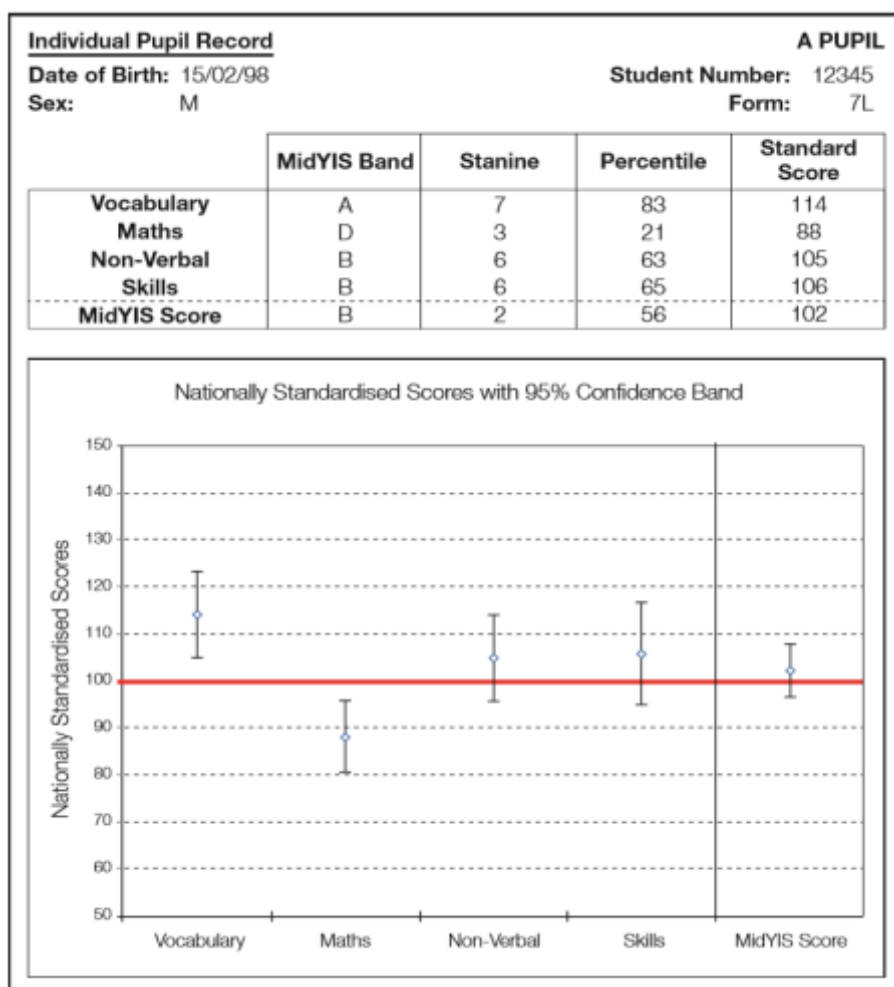 Individual Pupil Record A PUPIL
Date of Birth: 15/02/98 Student Number: 12345
Sex: M Form: 7L
MidYIS Band Stanine Percentile Standard Score
Vocabulary A 7 83 114
Maths D 3 21 88
Non-Verbal B 6 63 105
Skills B 6 65 106
MidYIS Score B 2 56 102
Nationally Standardised Scores with 95% Confidence Band
Nationally Standardised Scores
150
140
130
120
110
100
90
80
70
60
50
Vocabulary Maths Non-Verbal Skills MidYIS Score